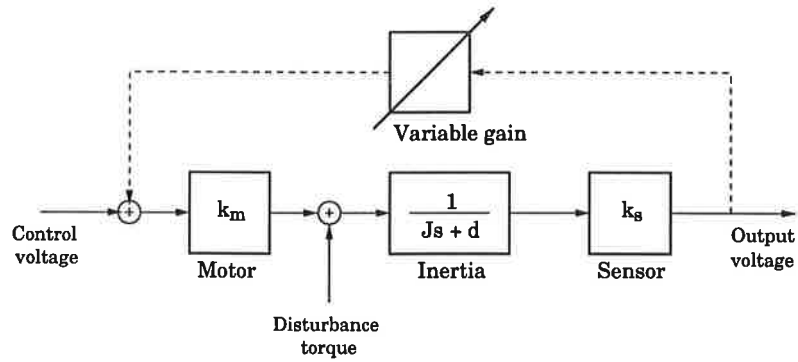 Variable gain
+
k_m
+
1
Js + d
k_s
Control
voltage
Motor
Inertia
Sensor
Output
voltage
Disturbance
torque